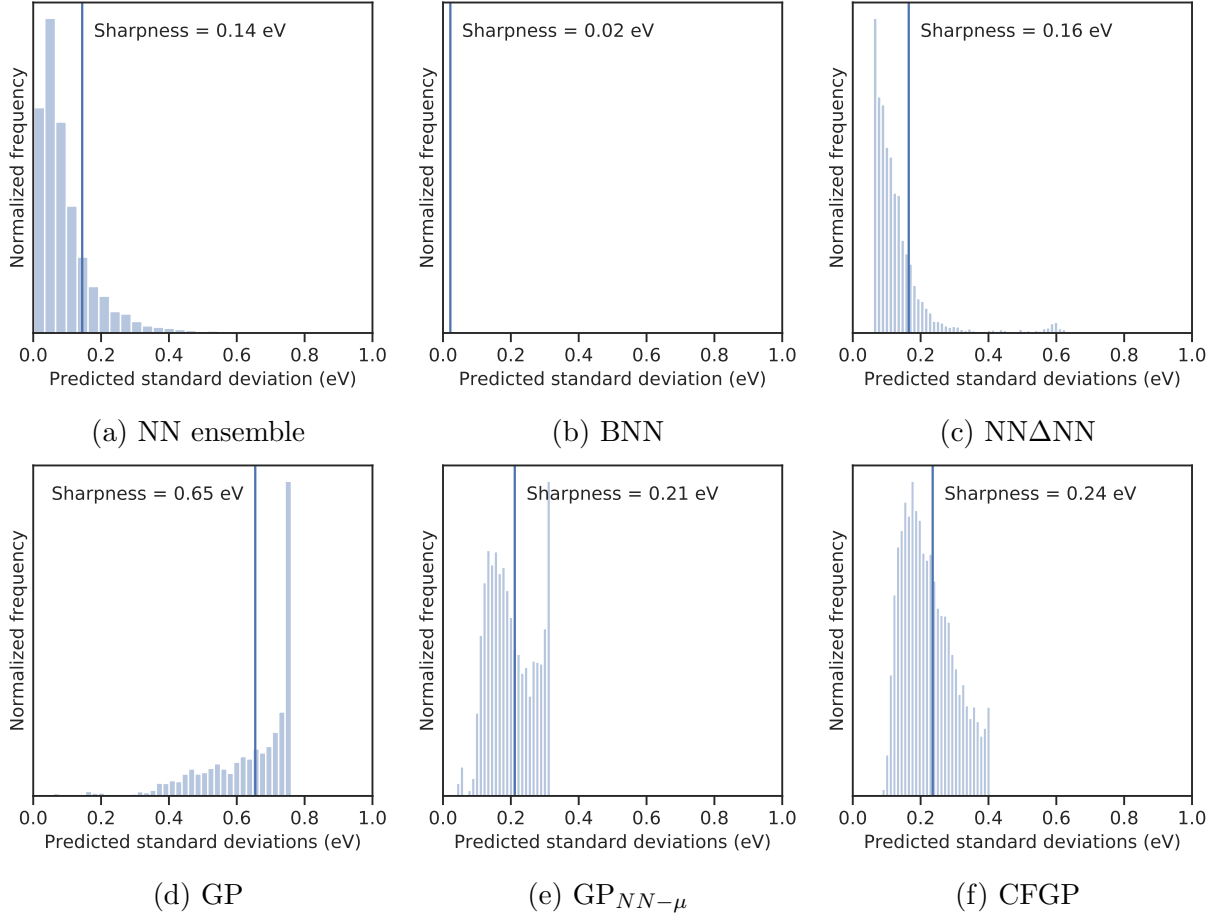 Sharpness = 0.14 eV
Normalized frequency
0.0 0.2 0.4 0.6 0.8 1.0
Predicted standard deviation (eV)
(a) NN ensemble
Sharpness = 0.02 eV
Normalized frequency
0.0 0.2 0.4 0.6 0.8 1.0
Predicted standard deviation (eV)
(b) BNN
Sharpness = 0.16 eV
Normalized frequency
0.0 0.2 0.4 0.6 0.8 1.0
Predicted standard deviations (eV)
(c) NNΔNN
Sharpness = 0.65 eV
Normalized frequency
0.0 0.2 0.4 0.6 0.8 1.0
Predicted standard deviations (eV)
(d) GP
Sharpness = 0.21 eV
Normalized frequency
0.0 0.2 0.4 0.6 0.8 1.0
Predicted standard deviations (eV)
(e) GP_{NN−μ}
Sharpness = 0.24 eV
Normalized frequency
0.0 0.2 0.4 0.6 0.8 1.0
Predicted standard deviations (eV)
(f) CFGP